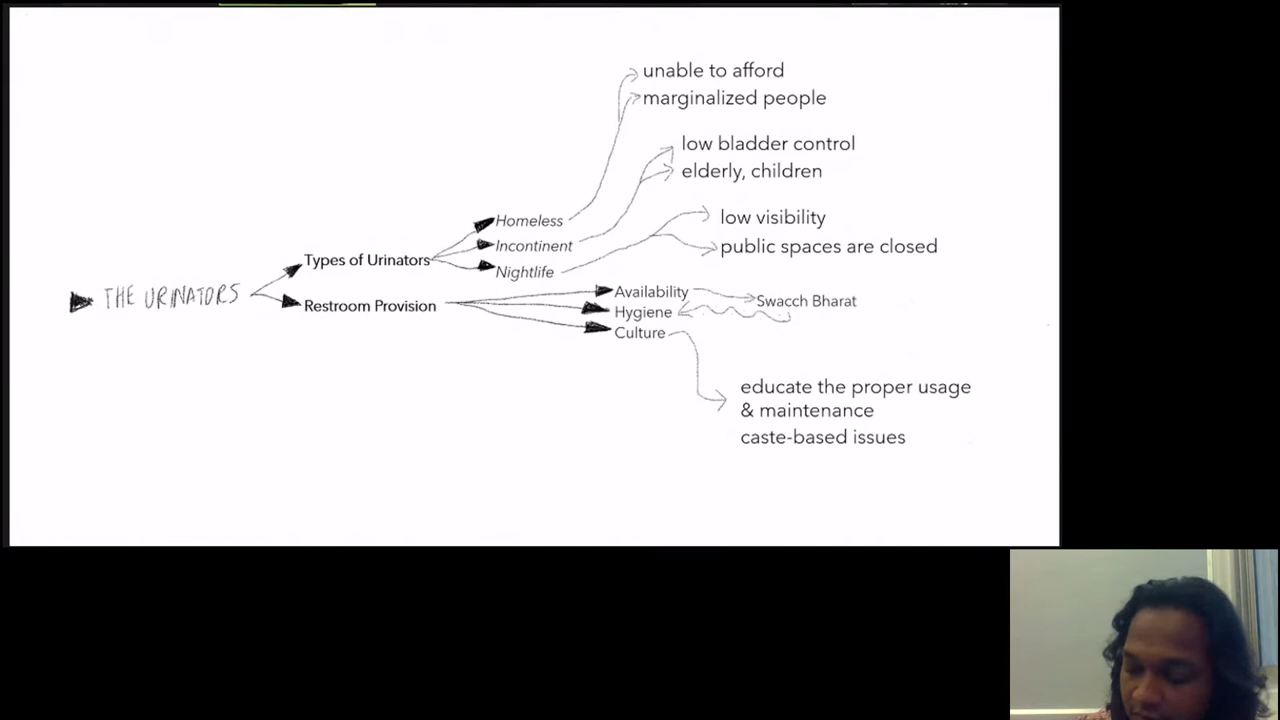 unable to afford
marginalized people
low bladder control
elderly, children
low visibility
public spaces are closed
Homeless
Incontinent
Nightlife
Types of Urinators
THE URINATORS
Restroom Provision
Availability
Hygiene
Culture
Swacch Bharat
educate the proper usage
& maintenance
caste-based issues